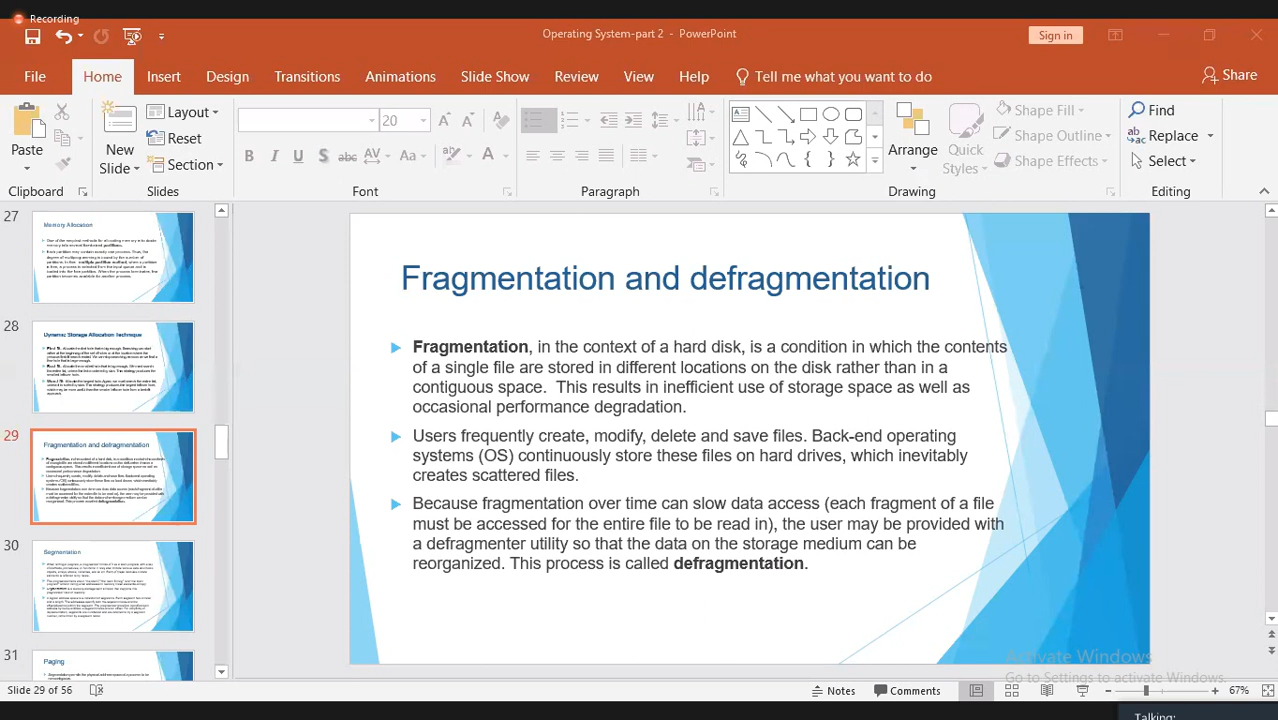 Recording
Operating System-part 2 - PowerPoint
Sign in
File Home Insert Design Transitions Animations Slide Show Review View Help Tell me what you want to do Share
Paste
New Slide
Layout
Reset
Section
20
Arrange
Quick Styles
Shape Fill
Shape Outline
Shape Effects
Find
Replace
Select
Clipboard Slides Font Paragraph Drawing Editing
27
Memory Allocation
28
Dynamic Storage Allocation Technique
29
Fragmentation and defragmentation
30
Segmentation
31
Paging
Fragmentation and defragmentation
Fragmentation, in the context of a hard disk, is a condition in which the contents
of a single file are stored in different locations on the disk rather than in a
contiguous space. This results in inefficient use of storage space as well as
occasional performance degradation.
Users frequently create, modify, delete and save files. Back-end operating
systems (OS) continuously store these files on hard drives, which inevitably
creates scattered files.
Because fragmentation over time can slow data access (each fragment of a file
must be accessed for the entire file to be read in), the user may be provided with
a defragmenter utility so that the data on the storage medium can be
reorganized. This process is called defragmentation.
Activate Windows
Go to Settings to activate Windows.
Slide 29 of 56
Notes
Comments
67%
Talking: